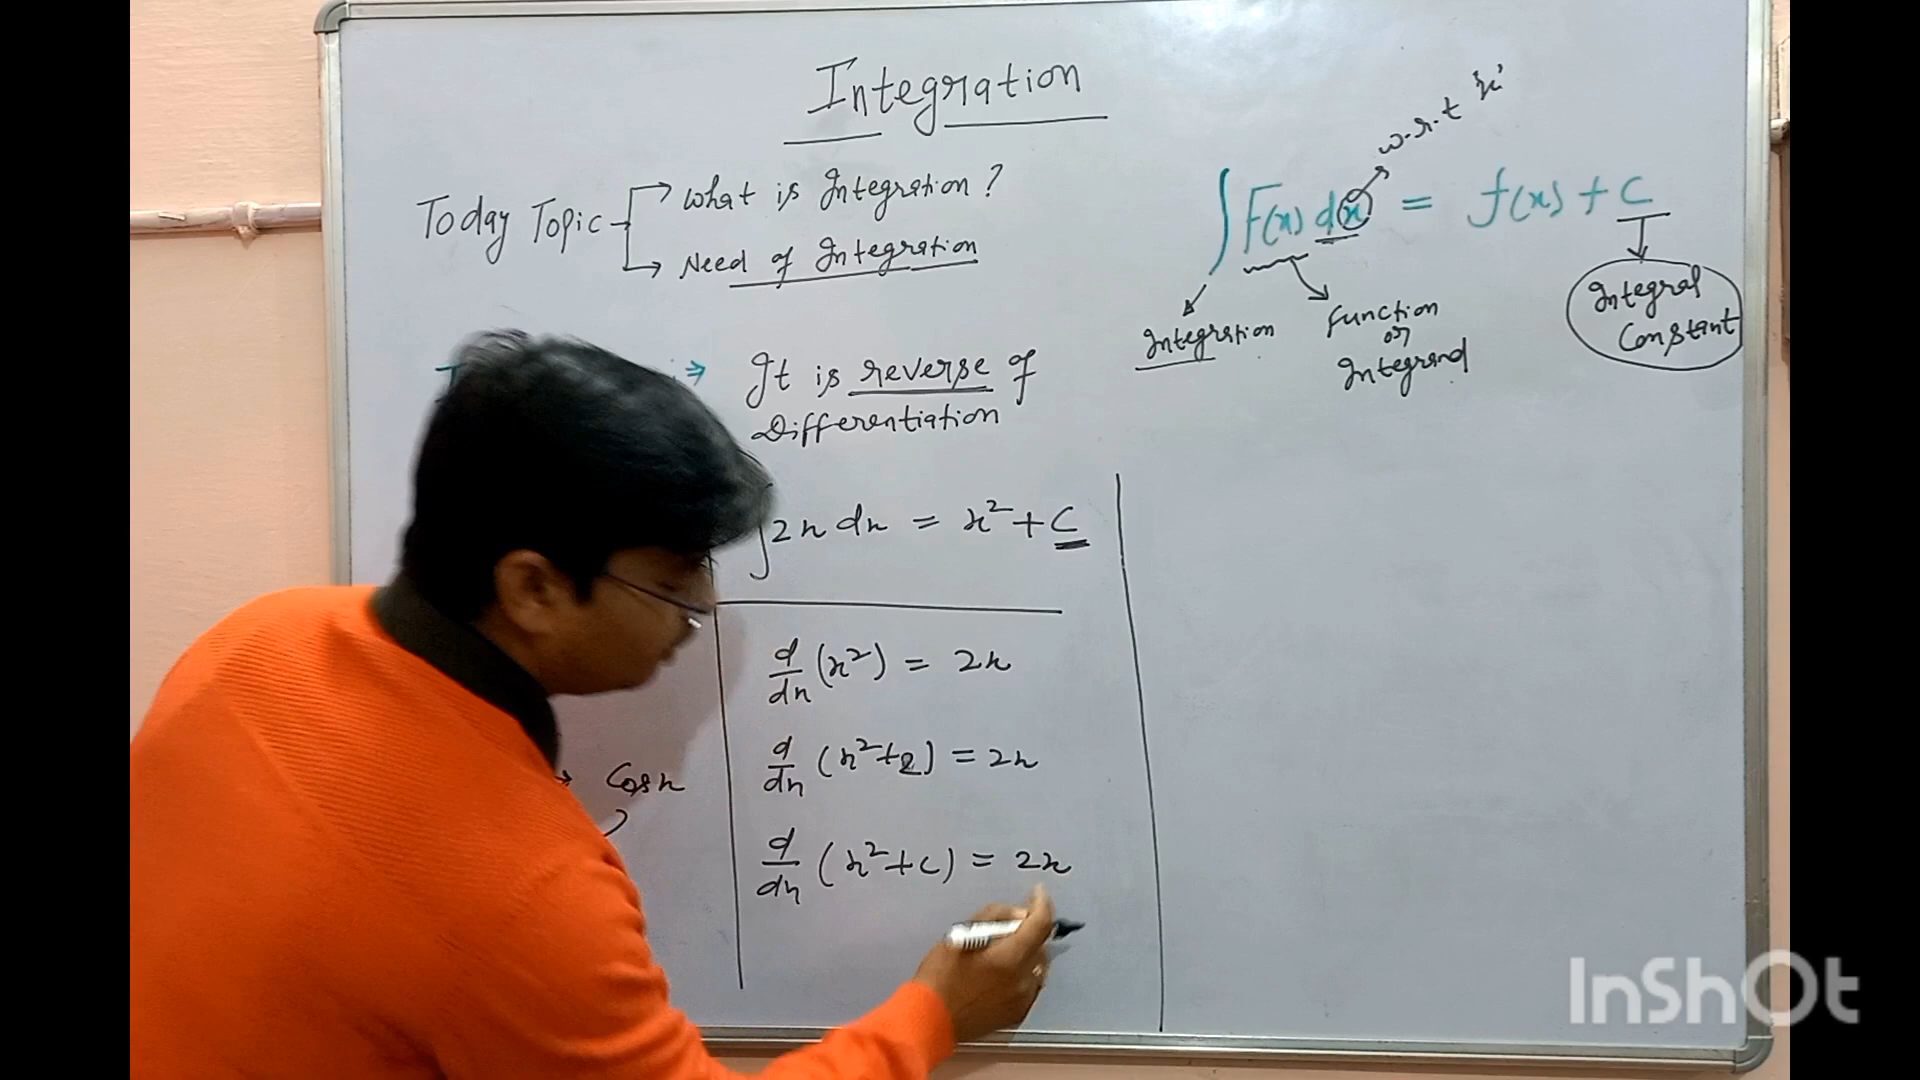 Integration
Today Topic
What is Integration?
Need of Integration
w.r.t 'x'
∫F(x) dx = f(x) + C
Integration
Function
or
Integrand
Integral
Constant
⇒ It is reverse of
Differentiation
∫2x dx = x² + C
d/dx (x²) = 2x
d/dx (x²+2) = 2x
→ Cos x
d/dx (x²+c) = 2x
InShOt